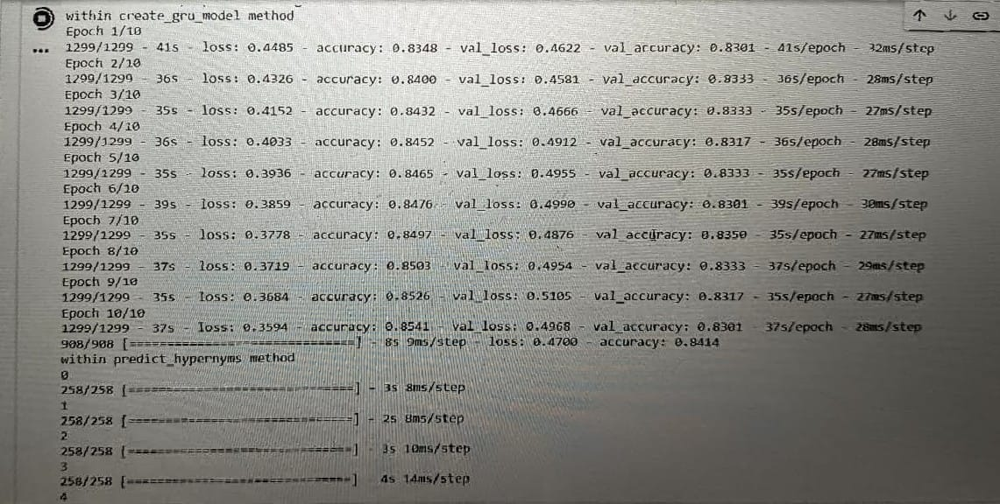 within create_gru_model method
Epoch 1/10
1299/1299 - 41s - loss: 0.4485 - accuracy: 0.8348 - val_loss: 0.4622 - val_accuracy: 0.8301 - 41s/epoch - 32ms/step
Epoch 2/10
1299/1299 - 36s - loss: 0.4326 - accuracy: 0.8400 - val_loss: 0.4581 - val_accuracy: 0.8333 - 36s/epoch - 28ms/step
Epoch 3/10
1299/1299 - 35s - loss: 0.4152 - accuracy: 0.8432 - val_loss: 0.4666 - val_accuracy: 0.8333 - 35s/epoch - 27ms/step
Epoch 4/10
1299/1299 - 36s - loss: 0.4033 - accuracy: 0.8452 - val_loss: 0.4912 - val_accuracy: 0.8317 - 36s/epoch - 28ms/step
Epoch 5/10
1299/1299 - 35s - loss: 0.3936 - accuracy: 0.8465 - val_loss: 0.4955 - val_accuracy: 0.8333 - 35s/epoch - 27ms/step
Epoch 6/10
1299/1299 - 39s - loss: 0.3859 - accuracy: 0.8476 - val_loss: 0.4990 - val_accuracy: 0.8301 - 39s/epoch - 30ms/step
Epoch 7/10
1299/1299 - 35s - loss: 0.3778 - accuracy: 0.8497 - val_loss: 0.4876 - val_accuracy: 0.8350 - 35s/epoch - 27ms/step
Epoch 8/10
1299/1299 - 37s - loss: 0.3719 - accuracy: 0.8503 - val_loss: 0.4954 - val_accuracy: 0.8333 - 37s/epoch - 29ms/step
Epoch 9/10
1299/1299 - 35s - loss: 0.3684 - accuracy: 0.8526 - val_loss: 0.5105 - val_accuracy: 0.8317 - 35s/epoch - 27ms/step
Epoch 10/10
1299/1299 - 37s - loss: 0.3594 - accuracy: 0.8541 - val_loss: 0.4968 - val_accuracy: 0.8301 - 37s/epoch - 28ms/step
908/908 [==============================] - 8s 9ms/step - loss: 0.4700 - accuracy: 0.8414
within predict_hypernyms method
0
258/258 [==============================] - 3s 8ms/step
1
258/258 [==============================] - 2s 8ms/step
2
258/258 [==============================] - 3s 10ms/step
3
258/258 [==============================] - 4s 14ms/step
4